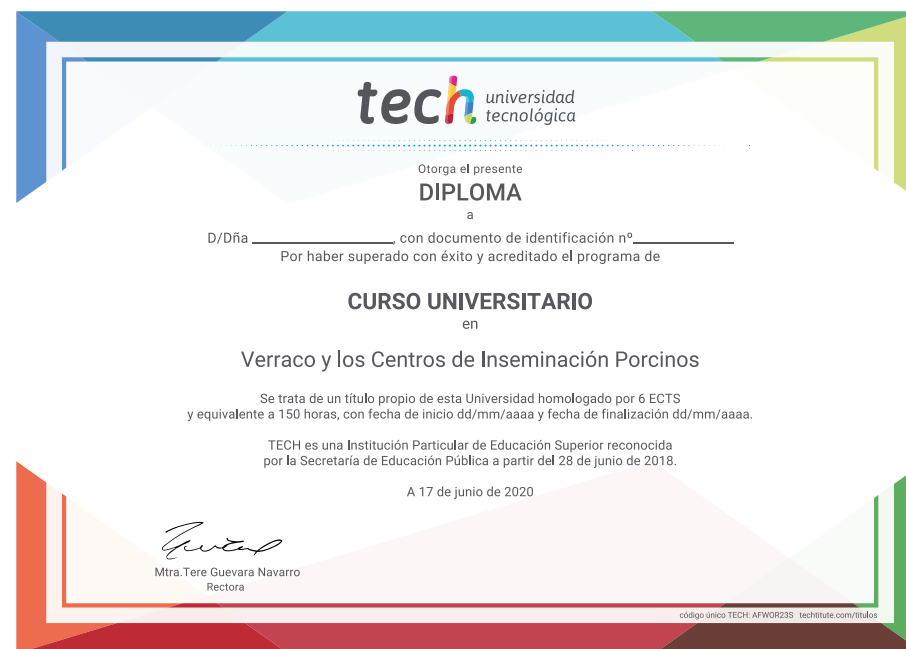 tech universidad
tecnológica
Otorga el presente
DIPLOMA
a
D/Dña ____________________, con documento de identificación nº______________
Por haber superado con éxito y acreditado el programa de
CURSO UNIVERSITARIO
en
Verraco y los Centros de Inseminación Porcinos
Se trata de un título propio de esta Universidad homologado por 6 ECTS
y equivalente a 150 horas, con fecha de inicio dd/mm/aaaa y fecha de finalización dd/mm/aaaa.
TECH es una Institución Particular de Educación Superior reconocida
por la Secretaría de Educación Pública a partir del 28 de junio de 2018.
A 17 de junio de 2020
Mtra.Tere Guevara Navarro
Rectora
código único TECH: AFWOR23S techtitute.com/titulos